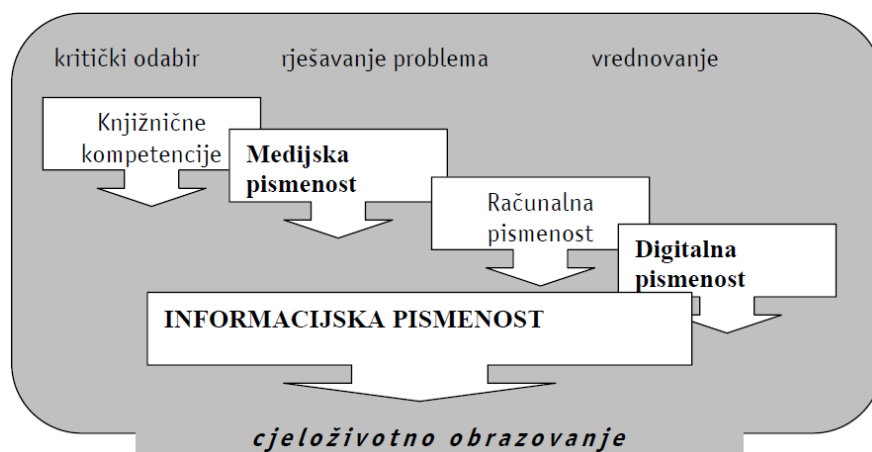 kritički odabir rješavanje problema vrednovanje
Knjižnične
kompetencije
Medijska
pismenost
Računalna
pismenost
Digitalna
pismenost
INFORMACIJSKA PISMENOST
cjeloživotno obrazovanje